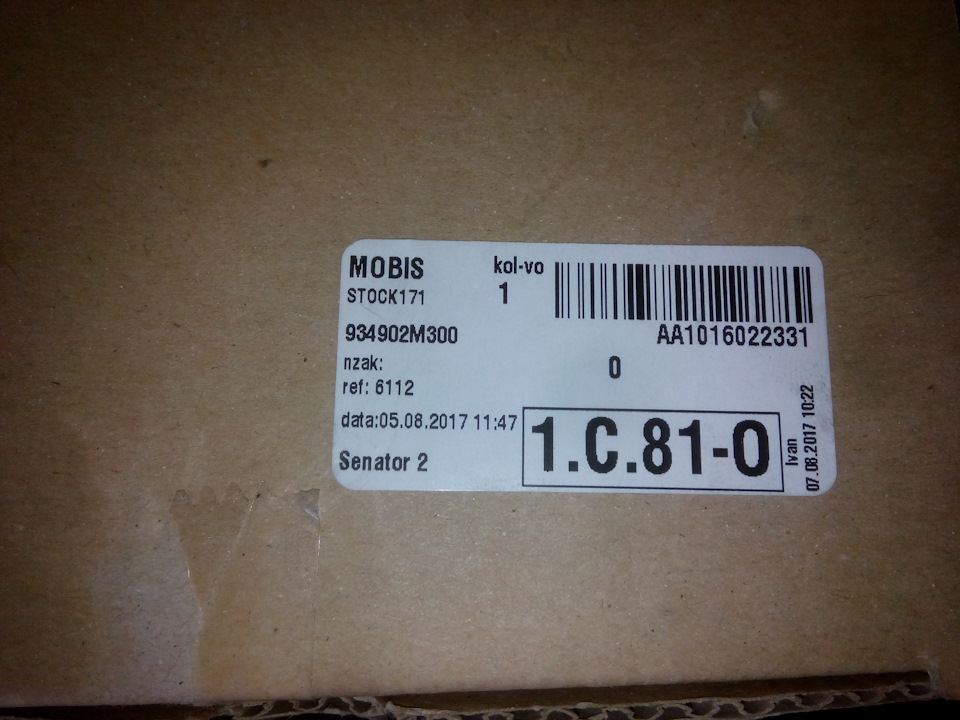 MOBIS
kol-vo
STOCK171
1
934902M300
AA1016022331
nzak:
0
ref: 6112
data:05.08.2017 11:47
1.C.81-0
Senator 2
Ivan
07.08.2017 10:22